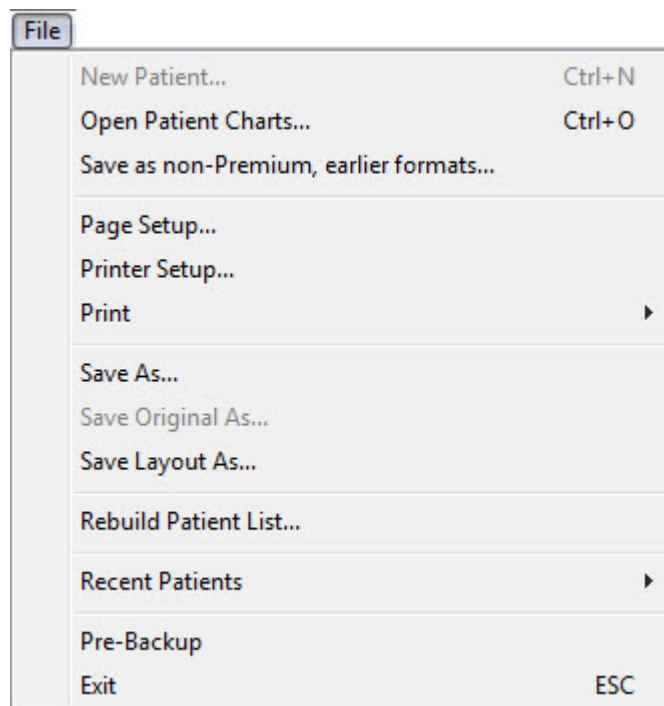 File
New Patient... Ctrl+N
Open Patient Charts... Ctrl+O
Save as non-Premium, earlier formats...
Page Setup...
Printer Setup...
Print
Save As...
Save Original As...
Save Layout As...
Rebuild Patient List...
Recent Patients
Pre-Backup
Exit ESC